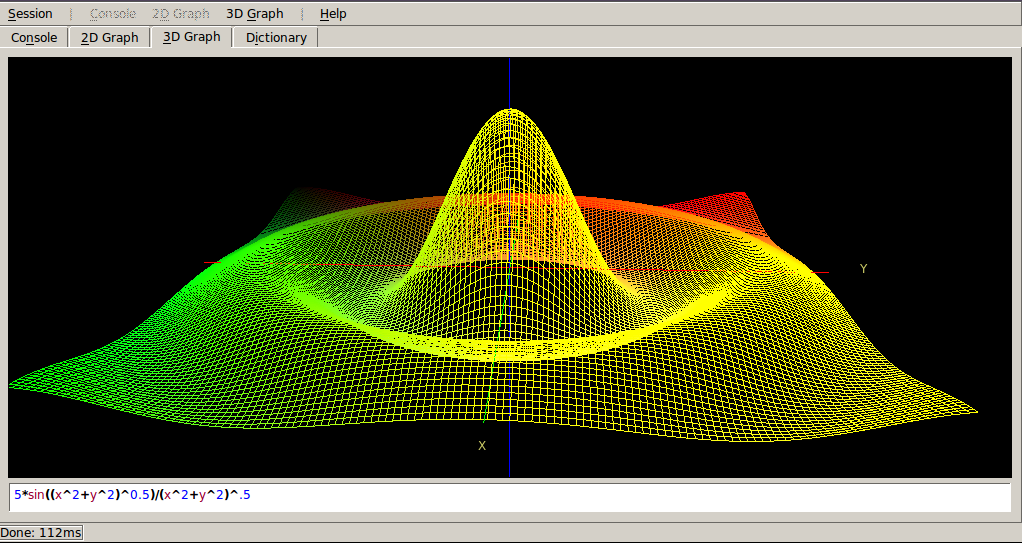 Session Console 2D Graph 3D Graph Help
Console 2D Graph 3D Graph Dictionary
Y
X
5*sin((x^2+y^2)^0.5)/(x^2+y^2)^.5
Done: 112ms